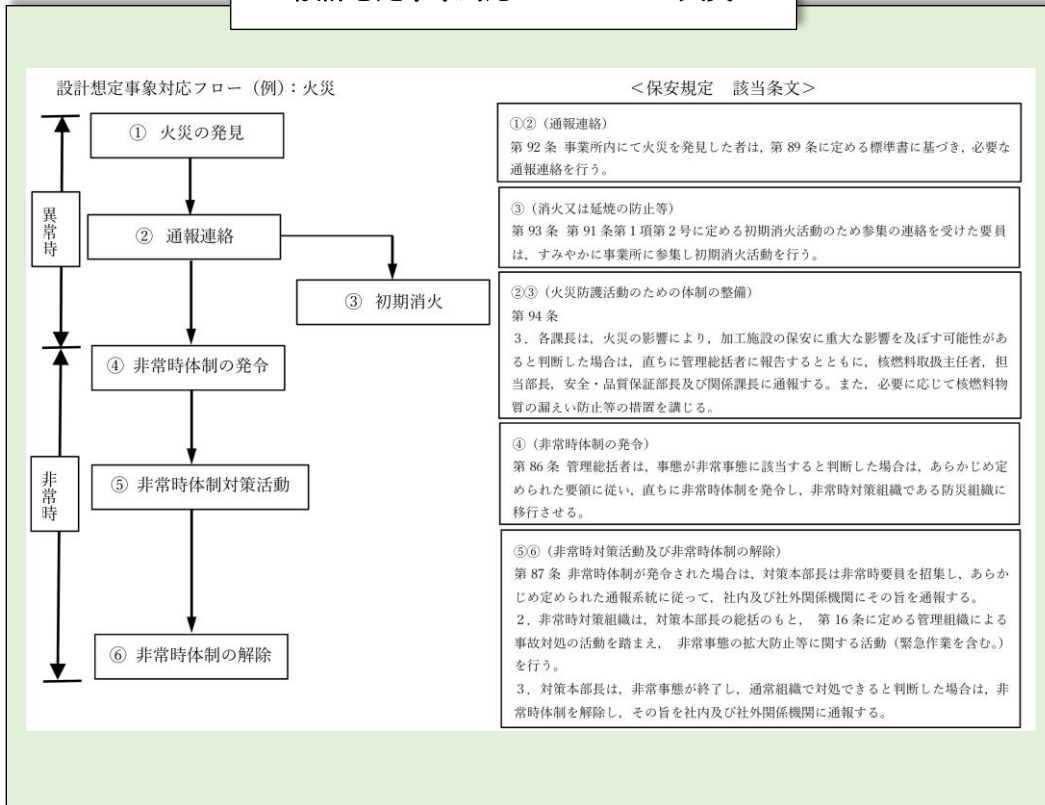 設計想定事象対応フロー（例）：火災
① 火災の発見
② 通報連絡
③ 初期消火
④ 非常時体制の発令
⑤ 非常時体制対策活動
⑥ 非常時体制の解除
異常時
非常時
＜保安規定　該当条文＞
①②（通報連絡）
第 92 条 事業所内にて火災を発見した者は，第 89 条に定める標準書に基づき，必要な
通報連絡を行う。
③（消火又は延焼の防止等）
第 93 条 第 91 条第 1 項第 2 号に定める初期消火活動のため参集の連絡を受けた要員
は，すみやかに事業所に参集し初期消火活動を行う。
②③（火災防護活動のための体制の整備）
第 94 条
3．各課長は，火災の影響により，加工施設の保安に重大な影響を及ぼす可能性があ
ると判断した場合は，直ちに管理総括者に報告するとともに，核燃料取扱主任者，担
当部長，安全・品質保証部長及び関係課長に通報する。また，必要に応じて核燃料物
質の漏えい防止等の措置を講じる。
④（非常時体制の発令）
第 86 条 管理総括者は，事態が非常事態に該当すると判断した場合は，あらかじめ定
められた要領に従い，直ちに非常時体制を発令し，非常時対策組織である防災組織に
移行させる。
⑤⑥（非常時対策活動及び非常時体制の解除）
第 87 条 非常時体制が発令された場合は，対策本部長は非常時要員を招集し，あらか
じめ定められた通報系統に従って，社内及び社外関係機関にその旨を通報する。
2．非常時対策組織は，対策本部長の総括のもと， 第 16 条に定める管理組織による
事故対処の活動を踏まえ， 非常事態の拡大防止等に関する活動（緊急作業を含む。）
を行う。
3．対策本部長は，非常事態が終了し，通常組織で対処できると判断した場合は，非
常時体制を解除し，その旨を社内及び社外関係機関に通報する。